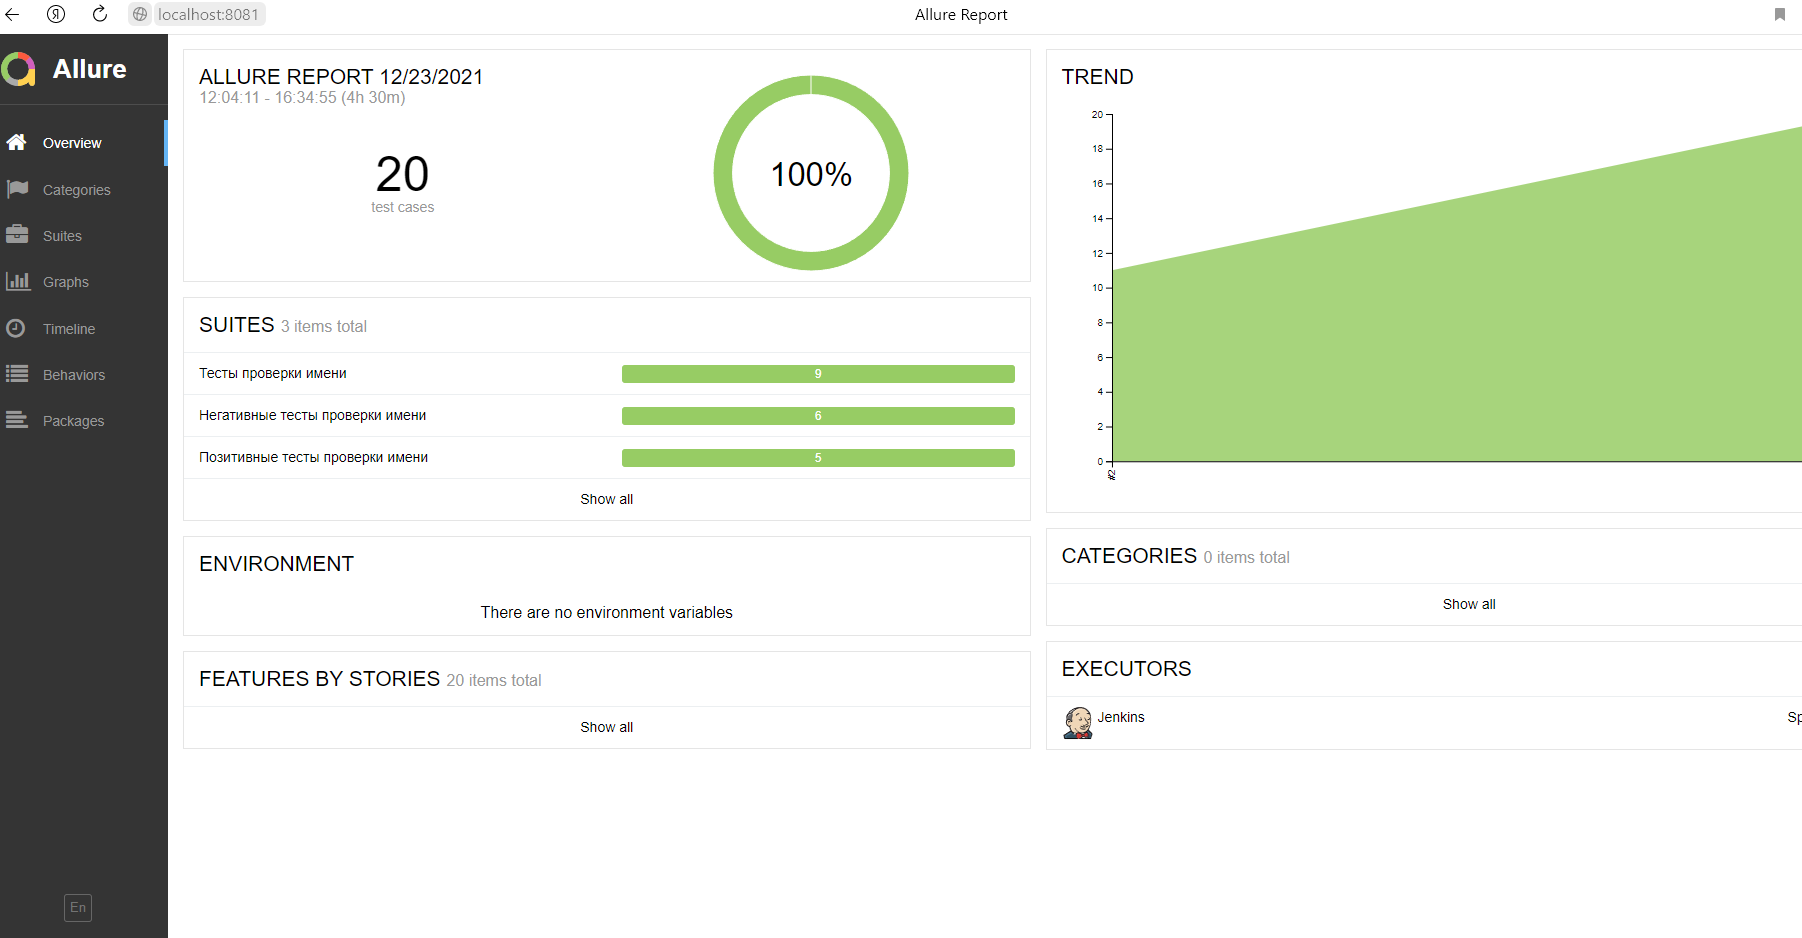 localhost:8081
Allure Report
Allure
Overview
Categories
Suites
Graphs
Timeline
Behaviors
Packages
En
ALLURE REPORT 12/23/2021
12:04:11 - 16:34:55 (4h 30m)
20
test cases
100%
SUITES 3 items total
Тесты проверки имени 9
Негативные тесты проверки имени 6
Позитивные тесты проверки имени 5
Show all
ENVIRONMENT
There are no environment variables
FEATURES BY STORIES 20 items total
Show all
TREND
20
18
16
14
12
10
8
6
4
2
0
#2
CATEGORIES 0 items total
Show all
EXECUTORS
Jenkins Sp